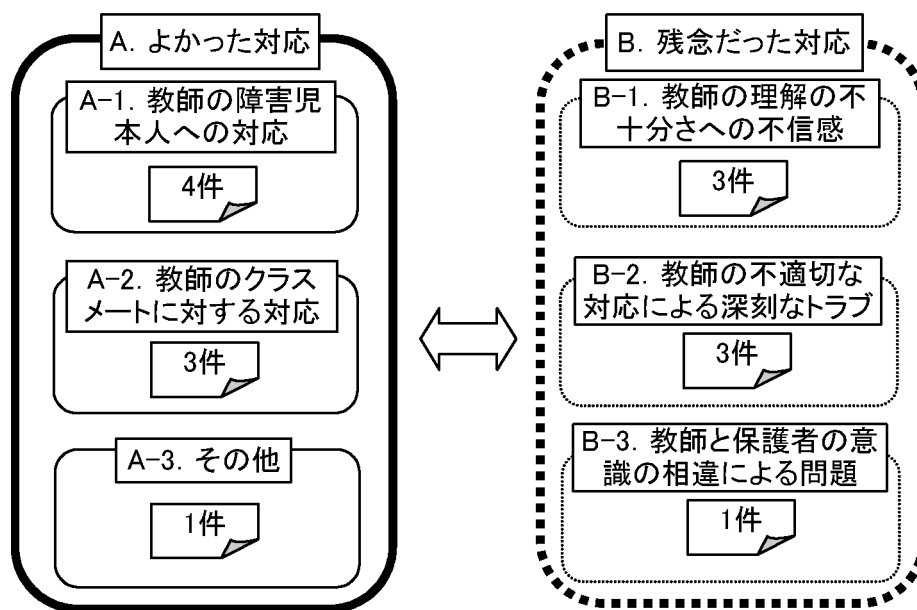 A. よかった対応
A-1. 教師の障害児
本人への対応
4件
A-2. 教師のクラス
メートに対する対応
3件
A-3. その他
1件
B. 残念だった対応
B-1. 教師の理解の不
十分さへの不信感
3件
B-2. 教師の不適切な
対応による深刻なトラブ
3件
B-3. 教師と保護者の意
識の相違による問題
1件